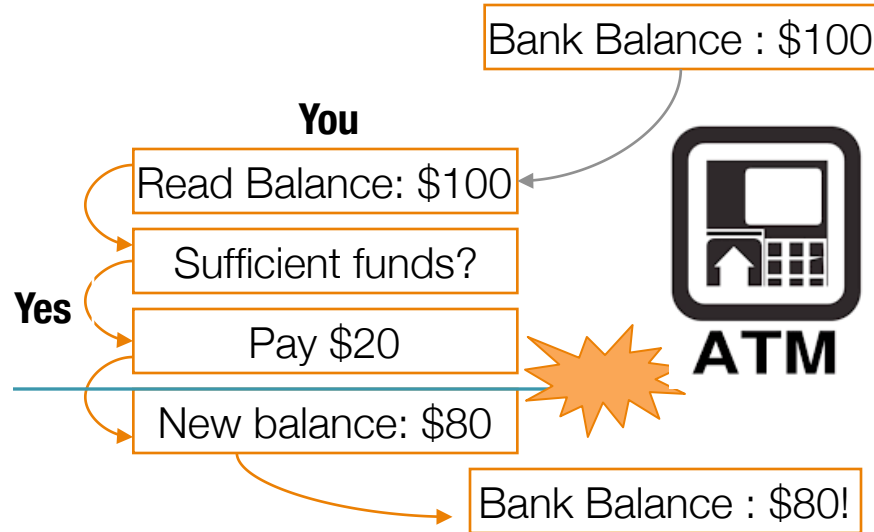 Bank Balance : $100
You
Read Balance: $100
Sufficient funds?
Yes
Pay $20
ATM
New balance: $80
Bank Balance : $80!